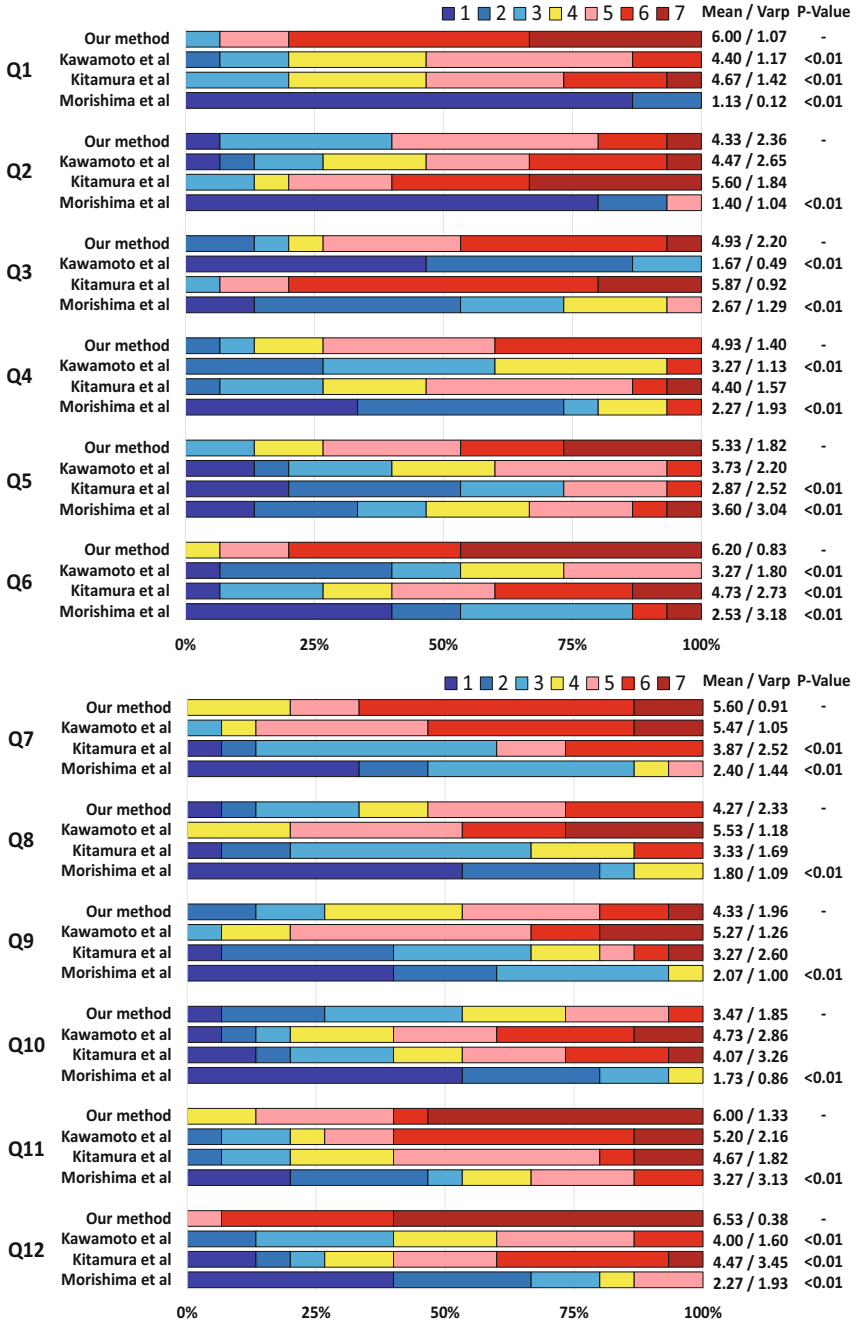 1 2 3 4 5 6 7 Mean / Varp P-Value
Our method 6.00 / 1.07 -
Q1 Kawamoto et al 4.40 / 1.17 <0.01
Kitamura et al 4.67 / 1.42 <0.01
Morishima et al 1.13 / 0.12 <0.01
Our method 4.33 / 2.36 -
Q2 Kawamoto et al 4.47 / 2.65
Kitamura et al 5.60 / 1.84
Morishima et al 1.40 / 1.04 <0.01
Our method 4.93 / 2.20 -
Q3 Kawamoto et al 1.67 / 0.49 <0.01
Kitamura et al 5.87 / 0.92
Morishima et al 2.67 / 1.29 <0.01
Our method 4.93 / 1.40 -
Q4 Kawamoto et al 3.27 / 1.13 <0.01
Kitamura et al 4.40 / 1.57
Morishima et al 2.27 / 1.93 <0.01
Our method 5.33 / 1.82 -
Q5 Kawamoto et al 3.73 / 2.20
Kitamura et al 2.87 / 2.52 <0.01
Morishima et al 3.60 / 3.04 <0.01
Our method 6.20 / 0.83 -
Q6 Kawamoto et al 3.27 / 1.80 <0.01
Kitamura et al 4.73 / 2.73 <0.01
Morishima et al 2.53 / 3.18 <0.01
0% 25% 50% 75% 100%
1 2 3 4 5 6 7 Mean / Varp P-Value
Our method 5.60 / 0.91 -
Q7 Kawamoto et al 5.47 / 1.05
Kitamura et al 3.87 / 2.52 <0.01
Morishima et al 2.40 / 1.44 <0.01
Our method 4.27 / 2.33 -
Q8 Kawamoto et al 5.53 / 1.18
Kitamura et al 3.33 / 1.69
Morishima et al 1.80 / 1.09 <0.01
Our method 4.33 / 1.96 -
Q9 Kawamoto et al 5.27 / 1.26
Kitamura et al 3.27 / 2.60
Morishima et al 2.07 / 1.00 <0.01
Our method 3.47 / 1.85 -
Q10 Kawamoto et al 4.73 / 2.86
Kitamura et al 4.07 / 3.26
Morishima et al 1.73 / 0.86 <0.01
Our method 6.00 / 1.33 -
Q11 Kawamoto et al 5.20 / 2.16
Kitamura et al 4.67 / 1.82
Morishima et al 3.27 / 3.13 <0.01
Our method 6.53 / 0.38 -
Q12 Kawamoto et al 4.00 / 1.60 <0.01
Kitamura et al 4.47 / 3.45 <0.01
Morishima et al 2.27 / 1.93 <0.01
0% 25% 50% 75% 100%